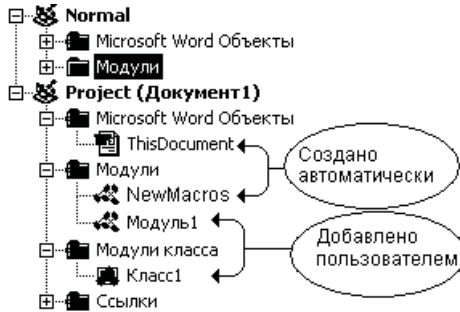 Normal
Microsoft Word Объекты
Модули
Project (Документ1)
Microsoft Word Объекты
ThisDocument
Модули
NewMacros
Модуль1
Модули класса
Класс1
Ссылки
Создано
автоматически
Добавлено
пользователем